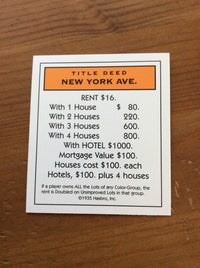 TITLE DEED
NEW YORK AVE.
RENT $16.
With 1 House $ 80.
With 2 Houses 220.
With 3 Houses 600.
With 4 Houses 800.
With HOTEL $1000.
Mortgage Value $100.
Houses cost $100. each
Hotels, $100. plus 4 houses
If a player owns ALL the Lots of any Color-Group, the
rent is Doubled on Unimproved Lots in that group.
©1935 Hasbro, Inc.